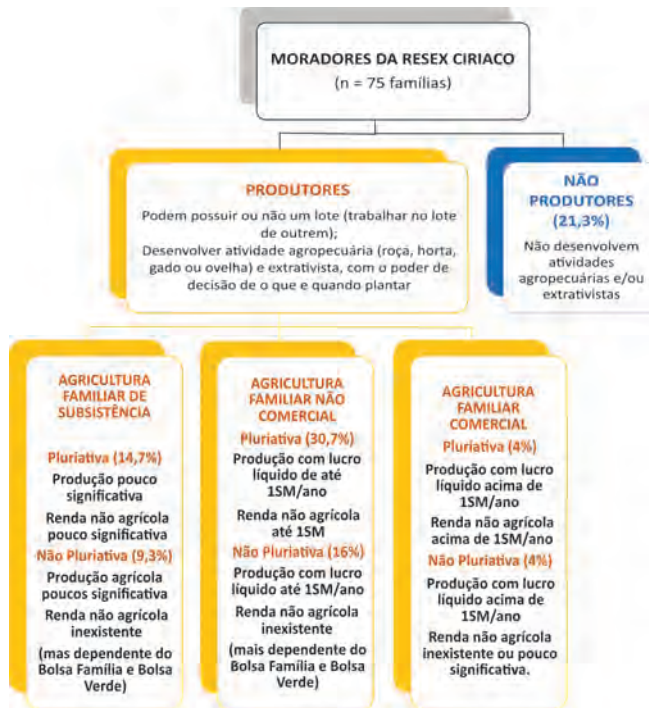 MORADORES DA RESEX CIRIACO
(n = 75 famílias)
PRODUTORES
Podem possuir ou não um lote (trabalhar no lote
de outrem);
Desenvolver atividade agropecuária (roça, horta,
gado ou ovelha) e extrativista, com o poder de
decisão de o que e quando plantar
NÃO
PRODUTORES
(21,3%)
Não desenvolvem
atividades
agropecuárias e/ou
extrativistas
AGRICULTURA
FAMILIAR DE
SUBSISTÊNCIA
Pluriativa (14,7%)
Produção pouco
significativa
Renda não agrícola
pouco significativa
Não Pluriativa (9,3%)
Produção agrícola
poucos significativa
Renda não agrícola
inexistente
(mas dependente do
Bolsa Família e Bolsa
Verde)
AGRICULTURA
FAMILIAR NÃO
COMERCIAL
Pluriativa (30,7%)
Produção com lucro
líquido de até
1SM/ano
Renda não agrícola
até 1SM
Não Pluriativa (16%)
Produção com lucro
líquido até 1SM/ano
Renda não agrícola
inexistente
(mais dependente do
Bolsa Família e Bolsa
Verde)
AGRICULTURA
FAMILIAR
COMERCIAL
Pluriativa (4%)
Produção com lucro
líquido acima de
1SM/ano
Renda não agrícola
acima de 1SM/ano
Não Pluriativa (4%)
Produção com lucro
líquido acima de
1SM/ano
Renda não agrícola
inexistente ou pouco
significativa.